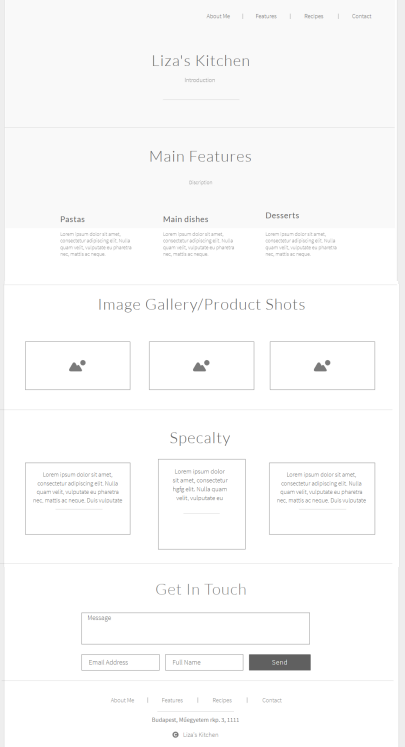 About Me | Features | Recipes | Contact
Liza's Kitchen
Introduction
Main Features
Discription
Pastas
Lorem ipsum dolor sit amet,
consectetur adipiscing elit. Nulla
quam velit, vulputate eu pharetra
nec, mattis ac neque.
Main dishes
Lorem ipsum dolor sit amet,
consectetur adipiscing elit. Nulla
quam velit, vulputate eu pharetra
nec, mattis ac neque.
Desserts
Lorem ipsum dolor sit amet,
consectetur adipiscing elit. Nulla
quam velit, vulputate eu pharetra
nec, mattis ac neque.
Image Gallery/Product Shots
Specalty
Lorem ipsum dolor sit amet,
consectetur adipiscing elit. Nulla
quam velit, vulputate eu pharetra
nec, mattis ac neque. Duis vulputate
Lorem ipsum dolor
sit amet, consectetur
hgfg elit. Nulla quam
velit, vulputate eu
Lorem ipsum dolor sit amet,
consectetur adipiscing elit. Nulla
quam velit, vulputate eu pharetra
nec, mattis ac neque. Duis vulputate
Get In Touch
Message
Email Address
Full Name
Send
About Me | Features | Recipes | Contact
Budapest, Műegyetem rkp. 3, 1111
© Liza's Kitchen